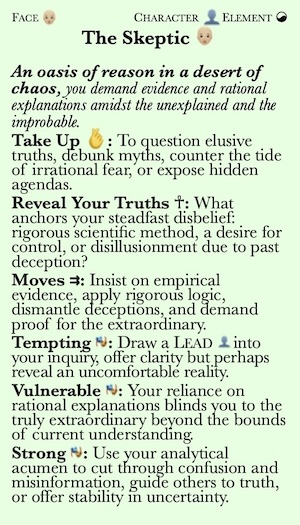 FACE 👴🏼 CHARACTER 👤 ELEMENT ☯
The Skeptic 👴🏼
An oasis of reason in a desert of
chaos, you demand evidence and rational
explanations amidst the unexplained and the
improbable.
Take Up 🫴: To question elusive
truths, debunk myths, counter the tide
of irrational fear, or expose hidden
agendas.
Reveal Your Truths ☥: What
anchors your steadfast disbelief:
rigorous scientific method, a desire for
control, or disillusionment due to past
deception?
Moves ⇉: Insist on empirical
evidence, apply rigorous logic,
dismantle deceptions, and demand
proof for the extraordinary.
Tempting 🎭: Draw a LEAD 👤 into
your inquiry, offer clarity but perhaps
reveal an uncomfortable reality.
Vulnerable 🎭: Your reliance on
rational explanations blinds you to the
truly extraordinary beyond the bounds
of current understanding.
Strong 🎭: Use your analytical
acumen to cut through confusion and
misinformation, guide others to truth,
or offer stability in uncertainty.